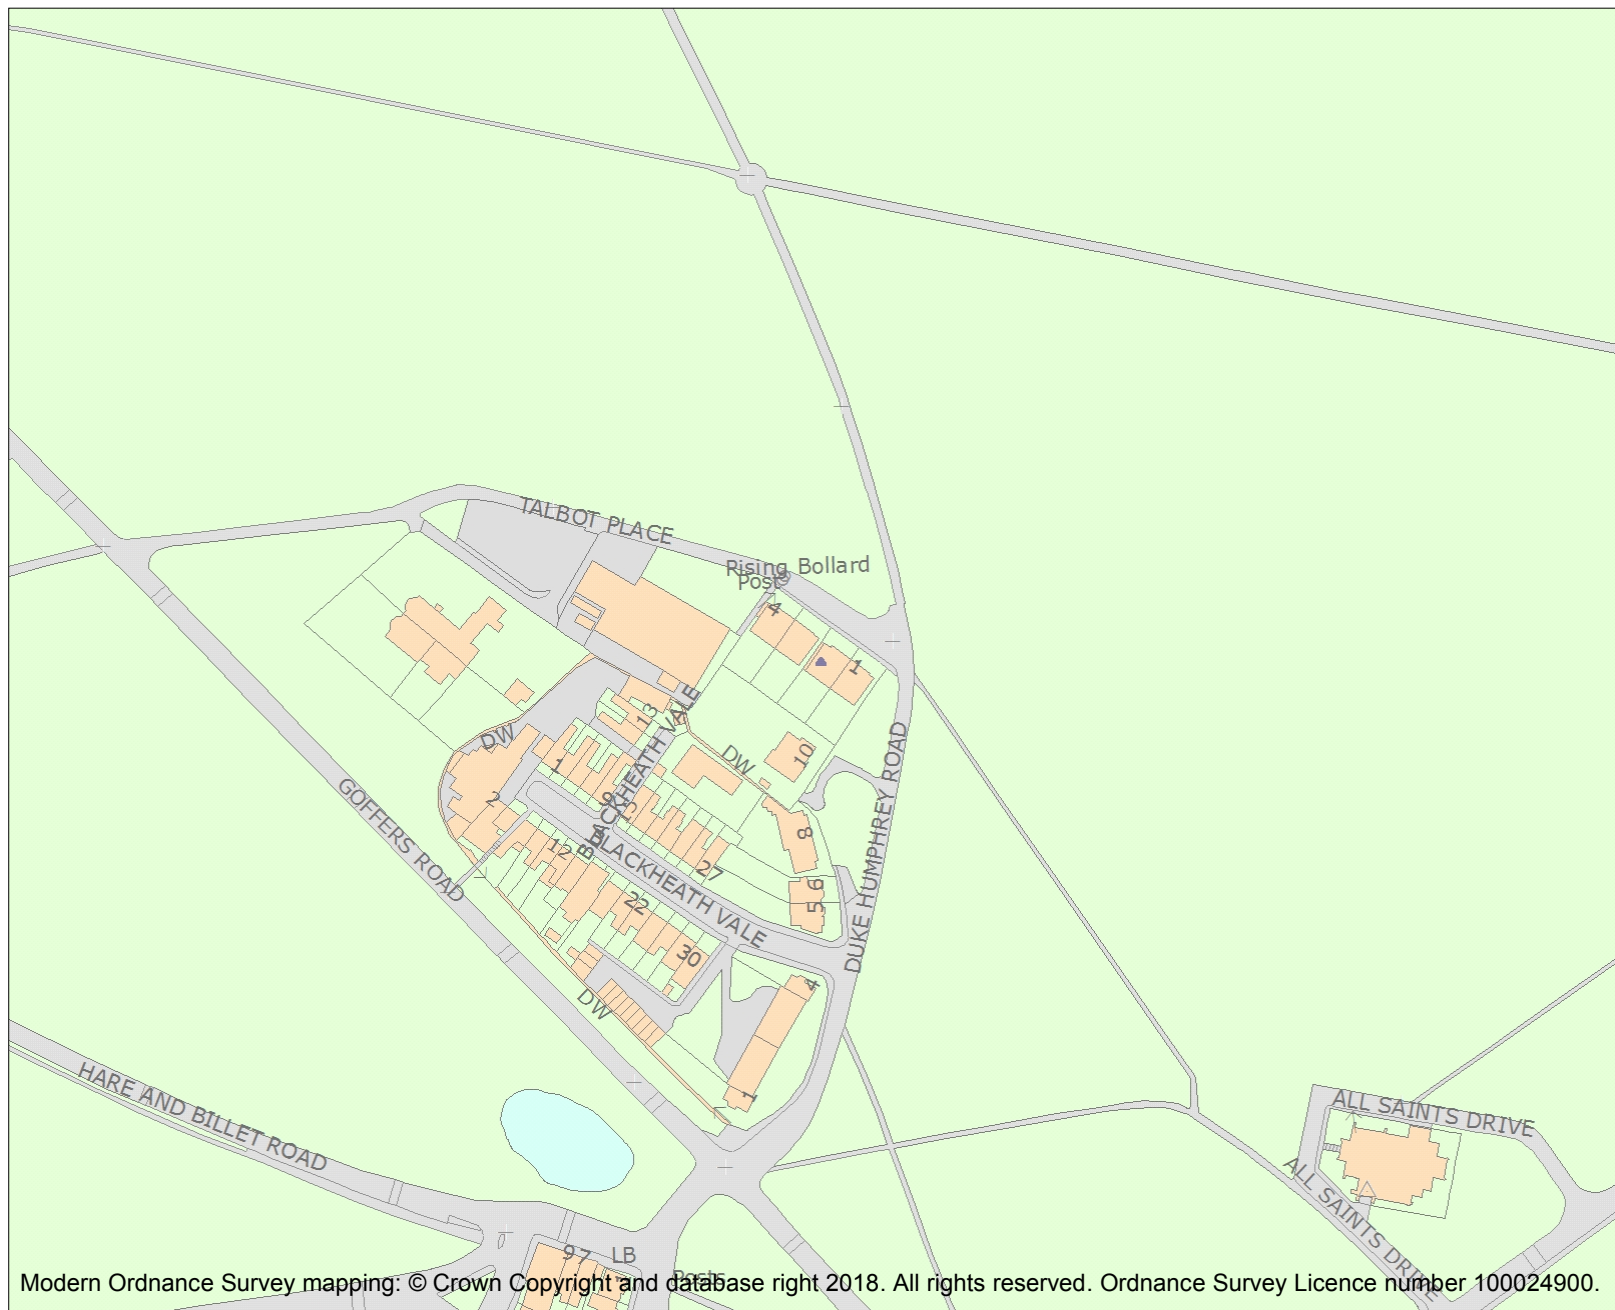 TALBOT PLACE
Rising Bollard
Post
4
1
13
BLACKHEATH VALE
DW
10
DW
1
2
9
15
8
12
27
6
5
22
BLACKHEATH VALE
30
GOFFERS ROAD
DUKE HUMPHREY ROAD
4
DW
1
HARE AND BILLET ROAD
ALL SAINTS DRIVE
ALL SAINTS DRIVE
97
LB
Posts
Modern Ordnance Survey mapping: © Crown Copyright and database right 2018. All rights reserved. Ordnance Survey Licence number 100024900.